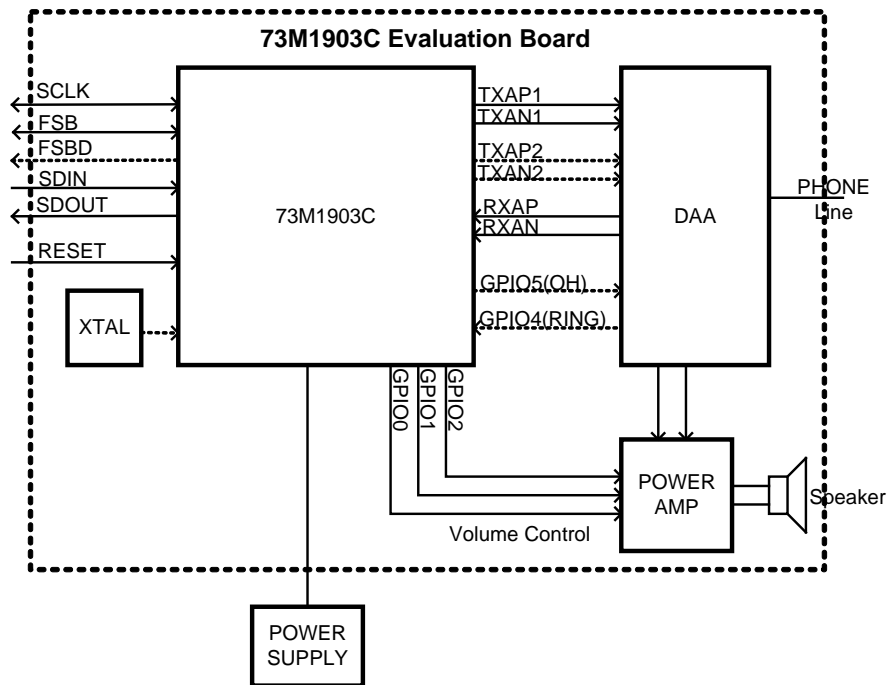 73M1903C Evaluation Board
SCLK
FSB
FSBD
SDIN
SDOUT
RESET
XTAL
73M1903C
TXAP1
TXAN1
TXAP2
TXAN2
RXAP
RXAN
GPIO5(OH)
GPIO4(RING)
DAA
PHONE
Line
GPIO0
GPIO1
GPIO2
Volume Control
POWER
AMP
Speaker
POWER
SUPPLY